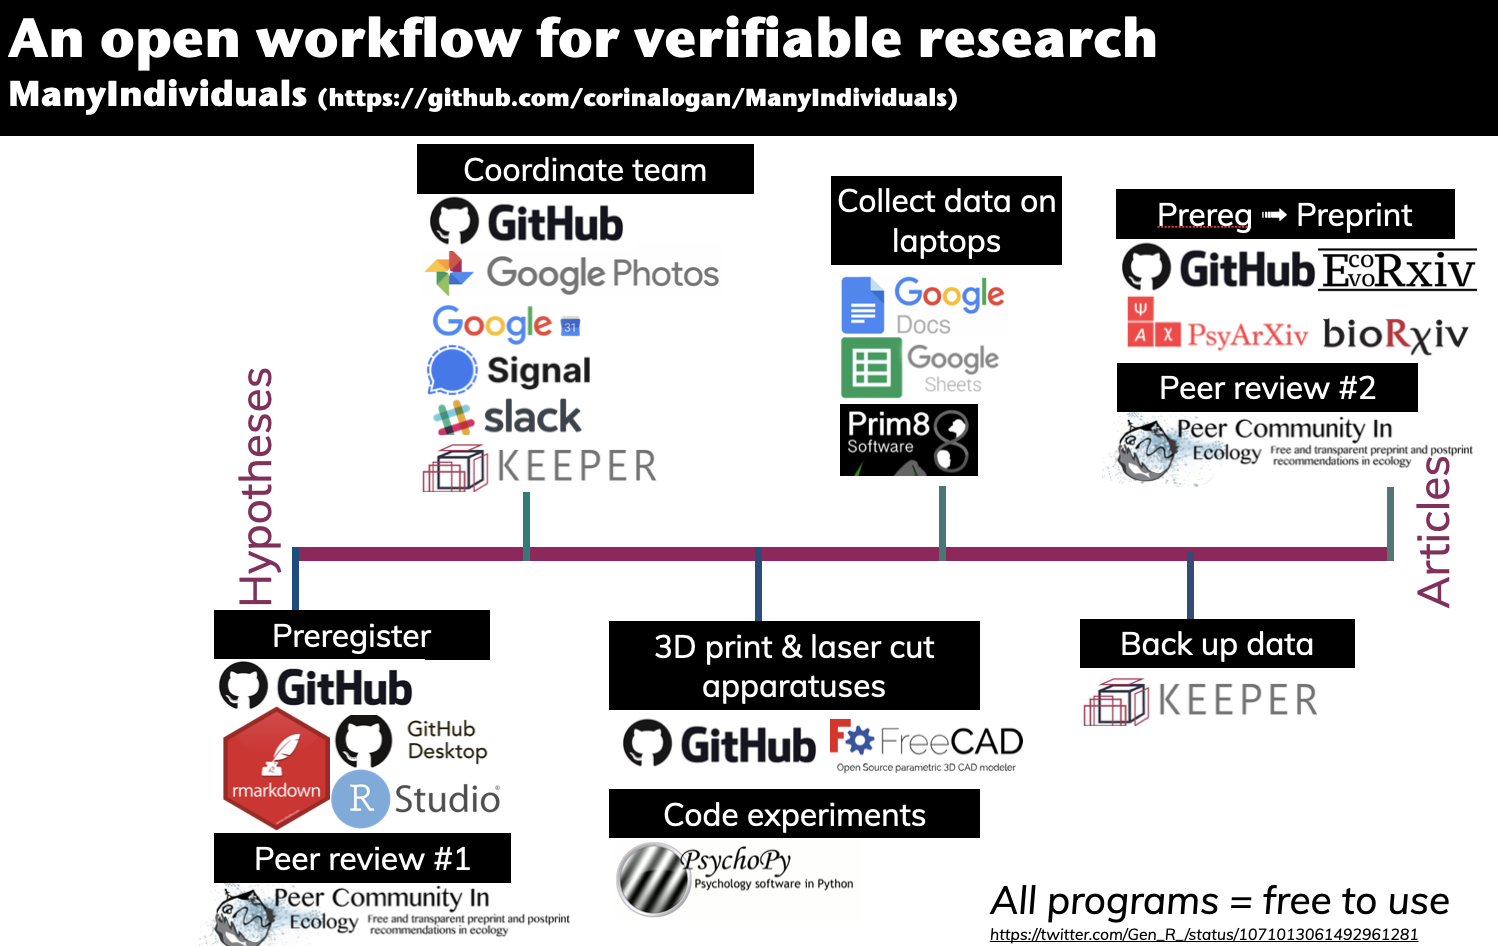 An open workflow for verifiable research
ManyIndividuals (https://github.com/corinalogan/ManyIndividuals)
Coordinate team
GitHub
Google Photos
Google 31
Signal
slack
KEEPER
Collect data on
laptops
Google
Docs
Google
Sheets
Prim8
Software
8
Prereg ➟ Preprint
GitHub
EcoEvoRxiv
Ψ
A X PsyArXiv
bioRχiv
Peer review #2
Peer Community In
Ecology Free and transparent preprint and postprint
recommendations in ecology
Hypotheses
Articles
Preregister
GitHub
rmarkdown
GitHub
Desktop
R Studio
Peer review #1
Peer Community In
Ecology Free and transparent preprint and postprint
recommendations in ecology
3D print & laser cut
apparatuses
GitHub
FreeCAD
Open Source parametric 3D CAD modeler
Code experiments
PsychoPy
Psychology software in Python
Back up data
KEEPER
All programs = free to use
https://twitter.com/Gen_R_/status/1071013061492961281